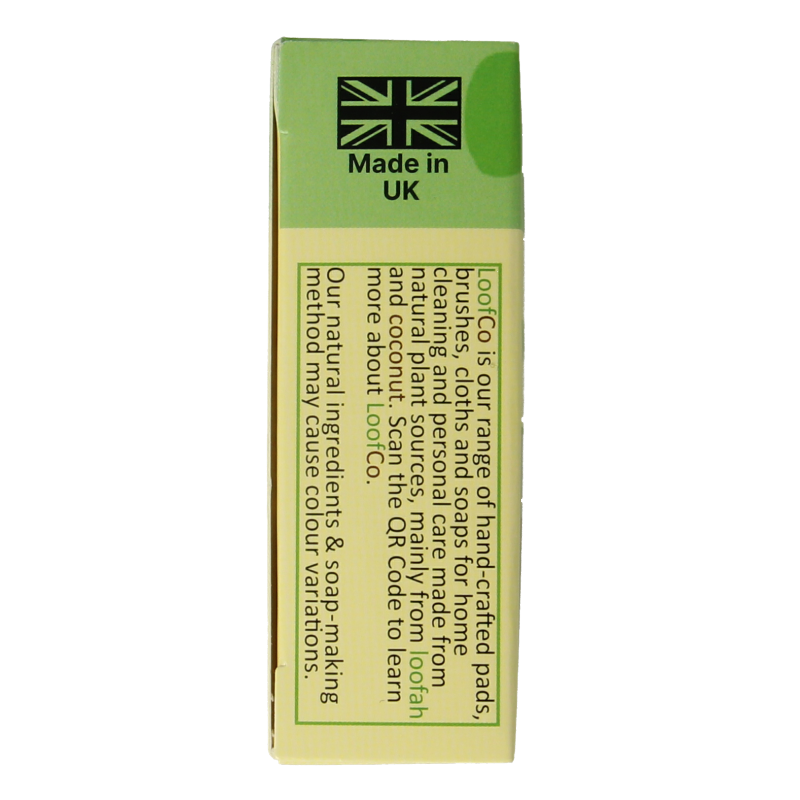 Made in
UK
LoofCo is our range of hand-crafted pads,
brushes, cloths and soaps for home
cleaning and personal care made from
natural plant sources, mainly from loofah
and coconut. Scan the QR Code to learn
more about LoofCo.
Our natural ingredients & soap-making
method may cause colour variations.